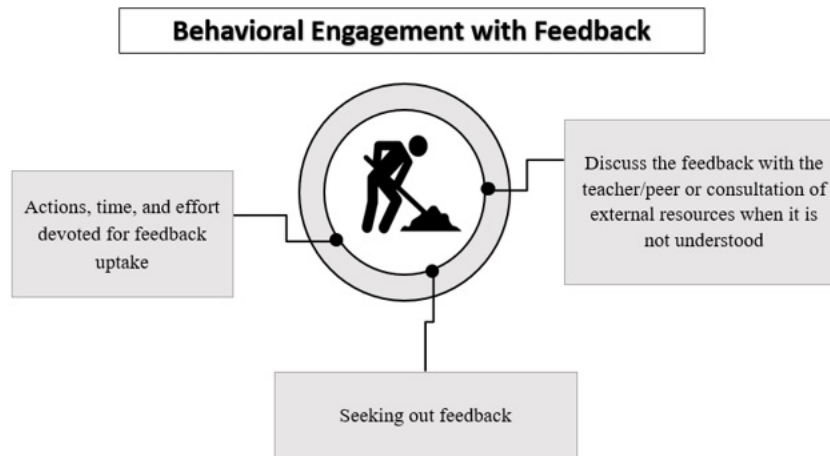 Behavioral Engagement with Feedback
Actions, time, and effort
devoted for feedback
uptake
Discuss the feedback with the
teacher/peer or consultation of
external resources when it is
not understood
Seeking out feedback